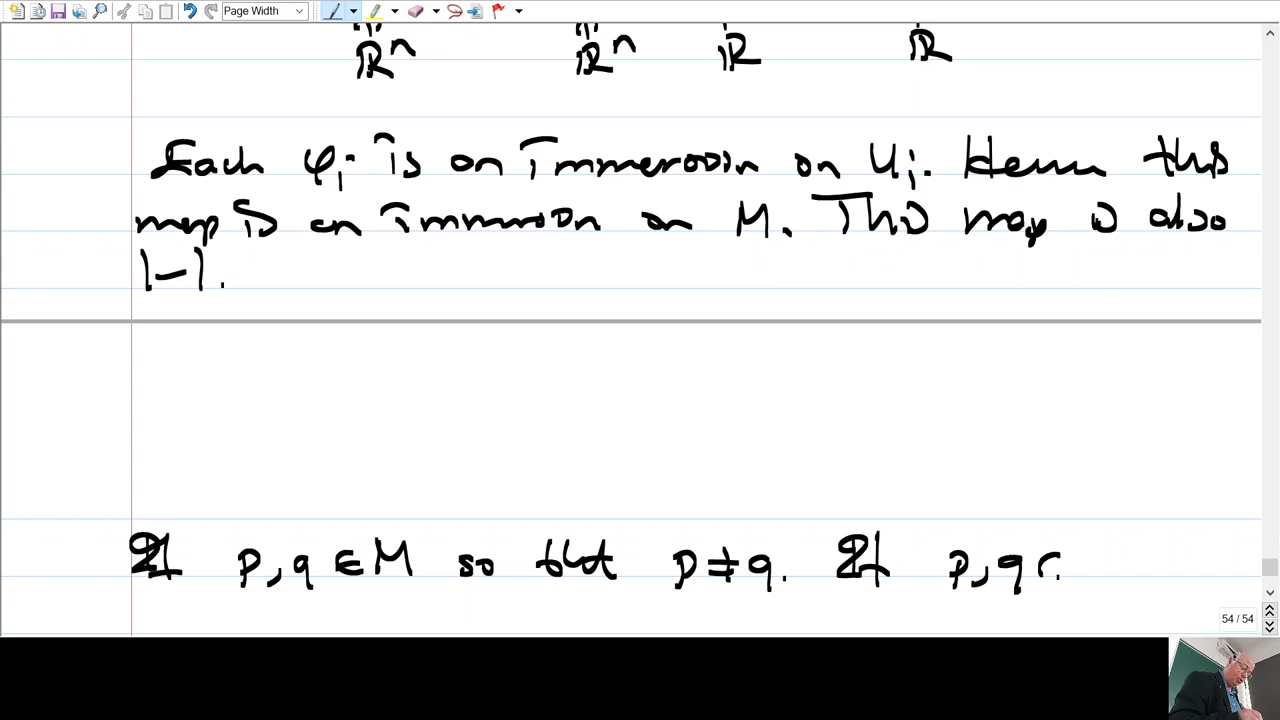 Page Width
ℝⁿ ℝⁿ ℝ ℝ
Each φᵢ is an immersion on Uᵢ. Hence this
map is an immersion on M. This map is also
1–1.
If p, q ∈ M so that p ≠ q. If p, q
54 / 54